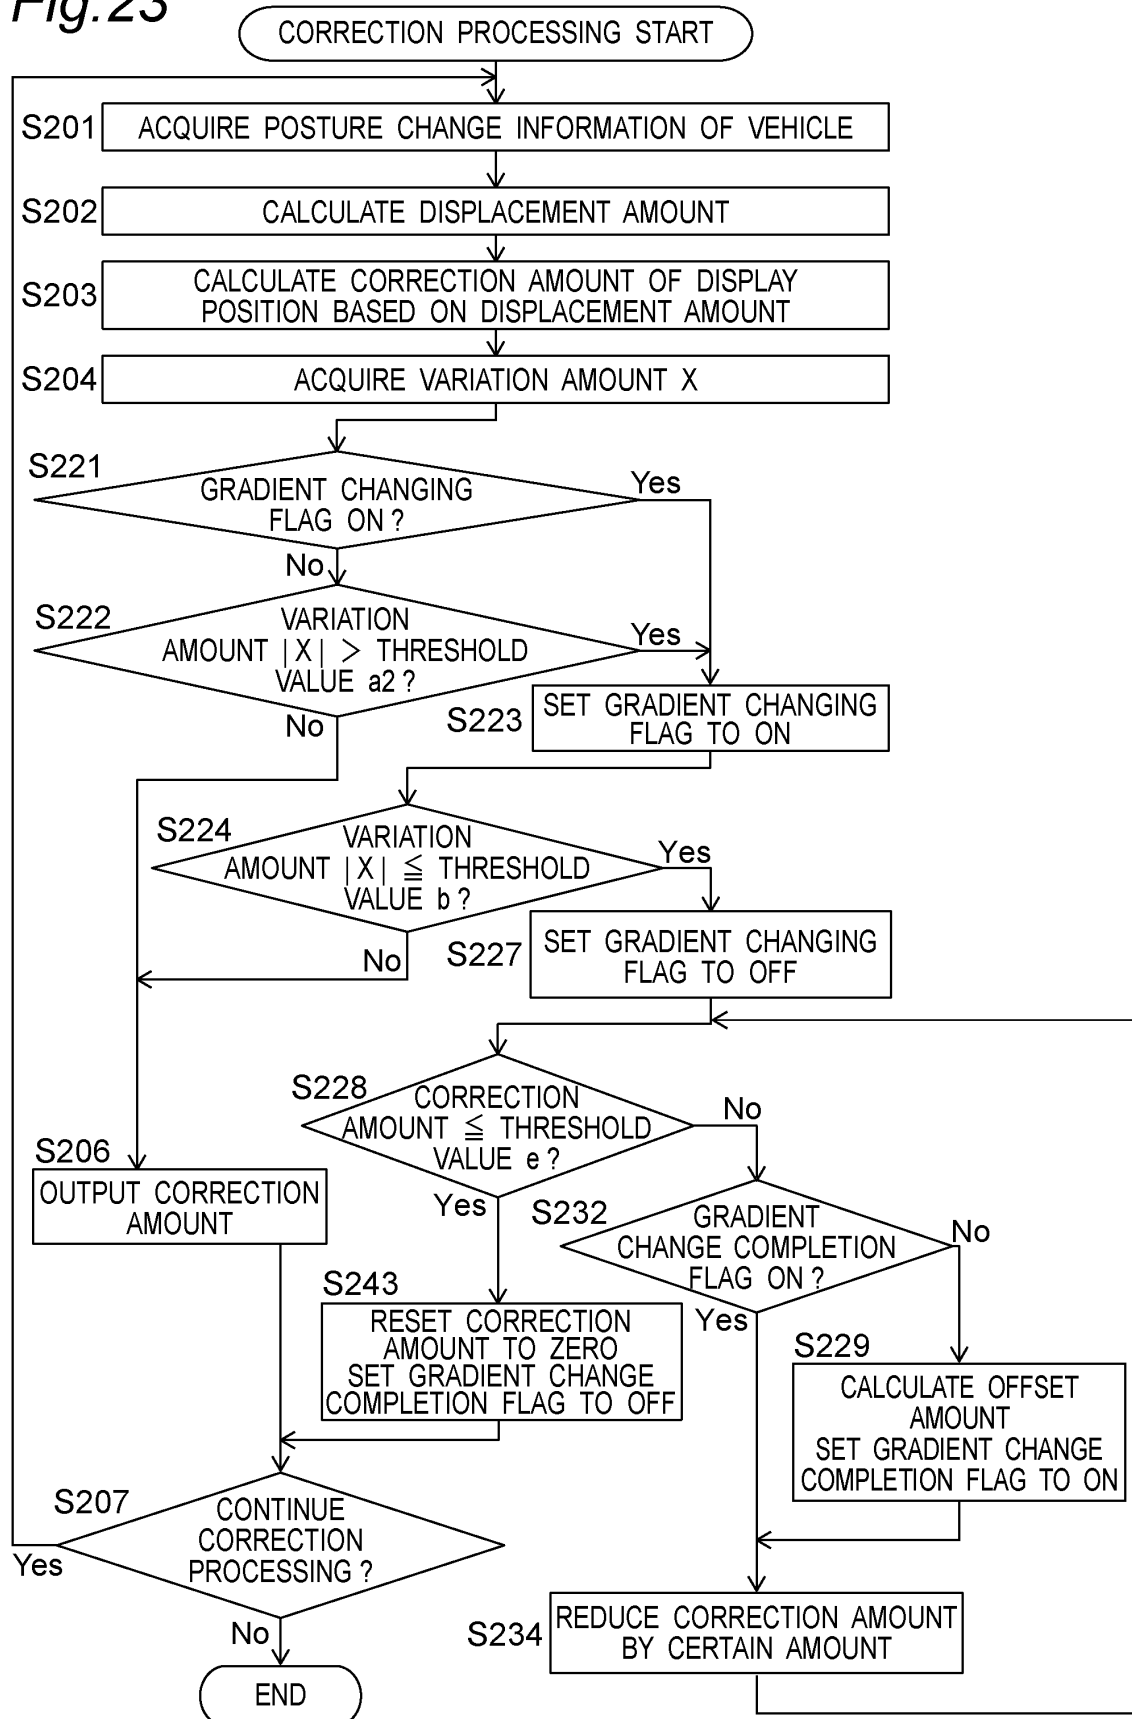 Fig.23
CORRECTION PROCESSING START
S201
ACQUIRE POSTURE CHANGE INFORMATION OF VEHICLE
S202
CALCULATE DISPLACEMENT AMOUNT
S203
CALCULATE CORRECTION AMOUNT OF DISPLAY
POSITION BASED ON DISPLACEMENT AMOUNT
S204
ACQUIRE VARIATION AMOUNT X
S221
GRADIENT CHANGING
FLAG ON ?
Yes
No
S222
VARIATION
AMOUNT |X| > THRESHOLD
VALUE a2 ?
Yes
No
S223
SET GRADIENT CHANGING
FLAG TO ON
S224
VARIATION
AMOUNT |X| ≦ THRESHOLD
VALUE b ?
Yes
No
S227
SET GRADIENT CHANGING
FLAG TO OFF
S228
CORRECTION
AMOUNT ≦ THRESHOLD
VALUE e ?
No
Yes
S206
OUTPUT CORRECTION
AMOUNT
S232
GRADIENT
CHANGE COMPLETION
FLAG ON ?
No
Yes
S243
RESET CORRECTION
AMOUNT TO ZERO
SET GRADIENT CHANGE
COMPLETION FLAG TO OFF
S229
CALCULATE OFFSET
AMOUNT
SET GRADIENT CHANGE
COMPLETION FLAG TO ON
S207
CONTINUE
CORRECTION
PROCESSING ?
Yes
No
S234
REDUCE CORRECTION AMOUNT
BY CERTAIN AMOUNT
END